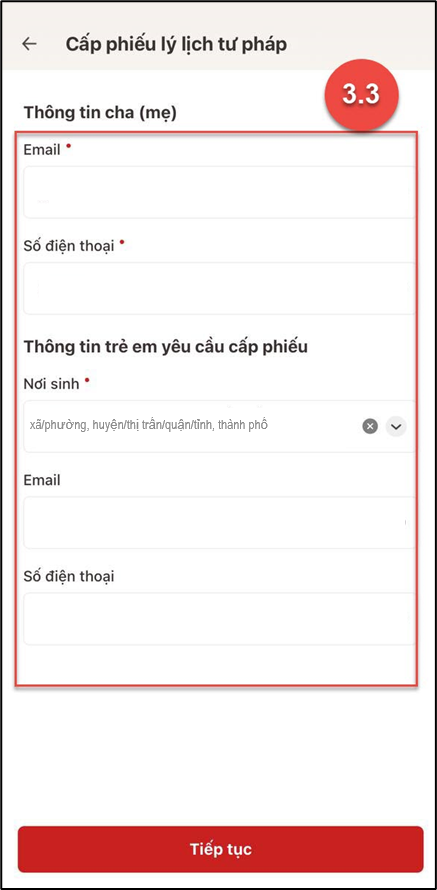 Cấp phiếu lý lịch tư pháp
3.3
Thông tin cha (mẹ)
Email *
Số điện thoại *
Thông tin trẻ em yêu cầu cấp phiếu
Nơi sinh *
xã/phường, huyện/thị trấn/quận/tỉnh, thành phố
Email
Số điện thoại
Tiếp tục